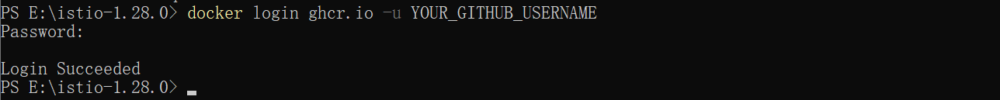 PS E:\istio-1.28.0> docker login ghcr.io -u YOUR_GITHUB_USERNAME
Password:
Login Succeeded
PS E:\istio-1.28.0>